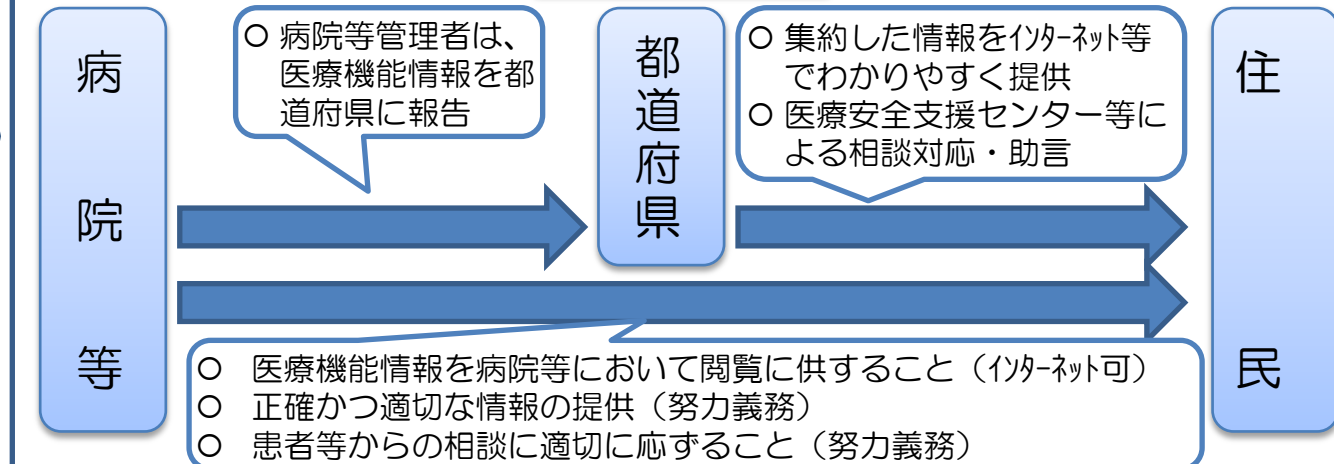 病院等
○ 病院等管理者は、
医療機能情報を都
道府県に報告
都道府県
○ 集約した情報をｲﾝﾀｰﾈｯﾄ等
でわかりやすく提供
○ 医療安全支援センター等に
よる相談対応・助言
住民
○ 医療機能情報を病院等において閲覧に供すること（ｲﾝﾀｰﾈｯﾄ可）
○ 正確かつ適切な情報の提供（努力義務）
○ 患者等からの相談に適切に応ずること（努力義務）